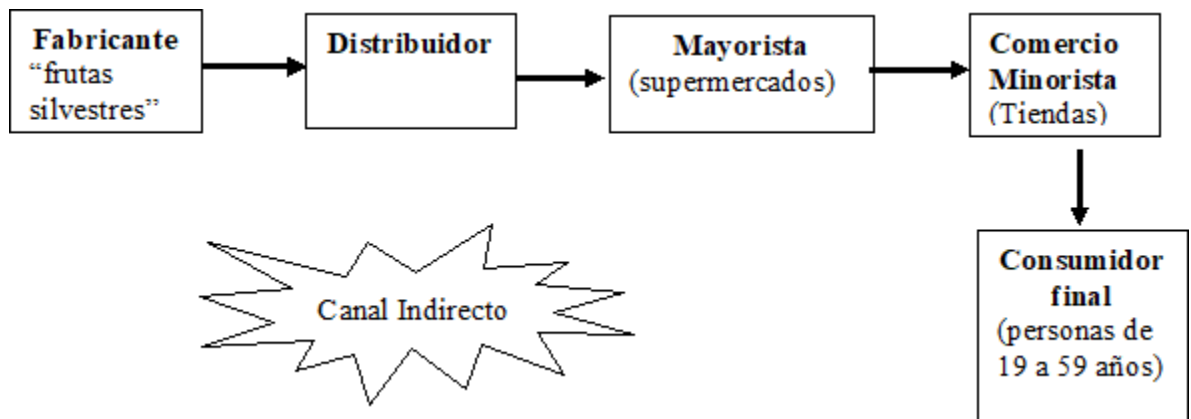 Fabricante
“frutas
silvestres”
Distribuidor
Mayorista
(supermercados)
Comercio
Minorista
(Tiendas)
Canal Indirecto
Consumidor
final
(personas de
19 a 59 años)